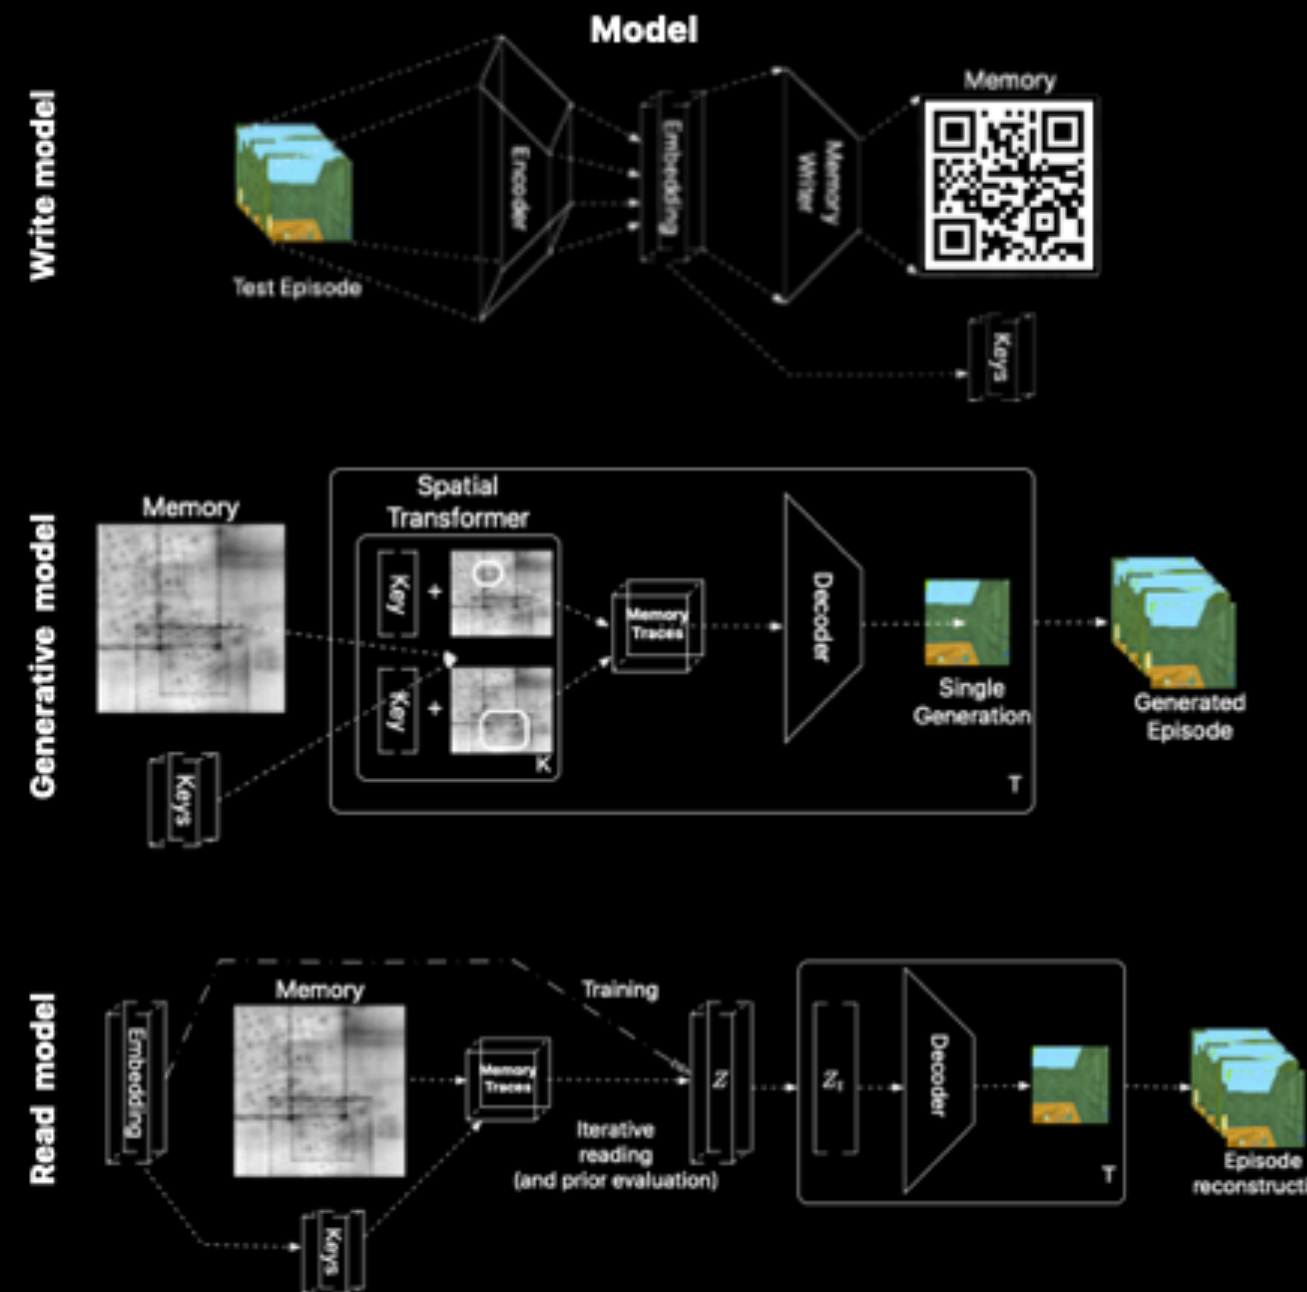 Model
Write model
Test Episode
Encoder
Embedding
Memory
Writer
Memory
Keys
Generative model
Memory
Keys
Spatial
Transformer
Key
+
Key
+
K
Memory
Traces
Decoder
Single
Generation
T
Generated
Episode
Read model
Embedding
Memory
Keys
Memory
Traces
Training
Iterative
reading
(and prior evaluation)
Z
Zt
Decoder
T
Episode
reconstructi